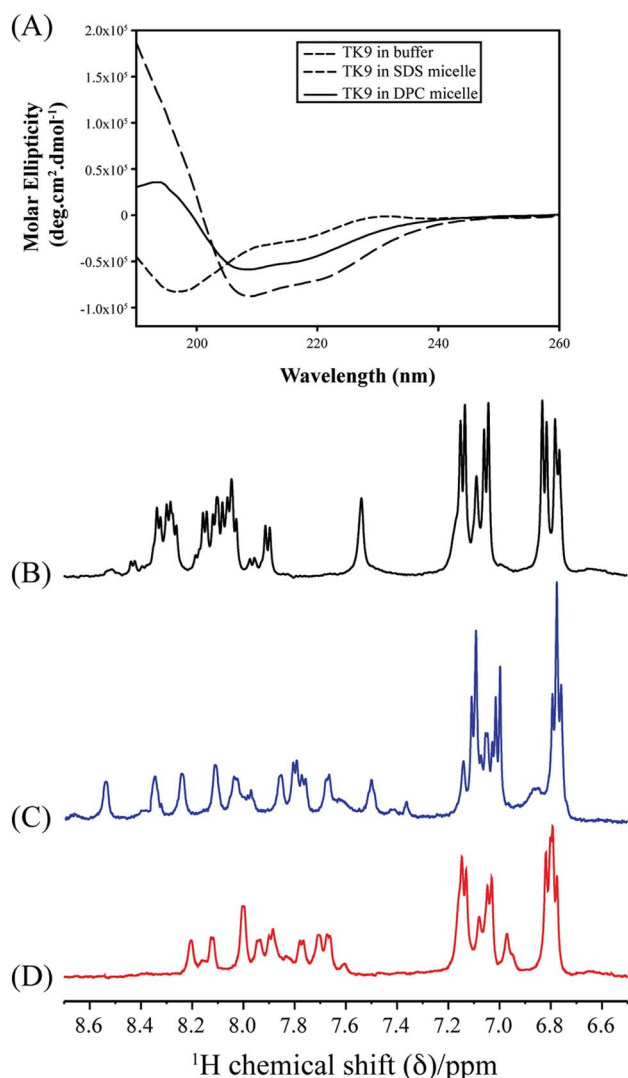 (A)
Molar Ellipticity
(deg.cm².dmol⁻¹)
2.0x10⁵
1.5x10⁵
1.0x10⁵
0.5x10⁵
0
-0.5x10⁵
-1.0x10⁵
TK9 in buffer
TK9 in SDS micelle
TK9 in DPC micelle
200 220 240 260
Wavelength (nm)
(B)
(C)
(D)
8.6 8.4 8.2 8.0 7.8 7.6 7.4 7.2 7.0 6.8 6.6
¹H chemical shift (δ)/ppm